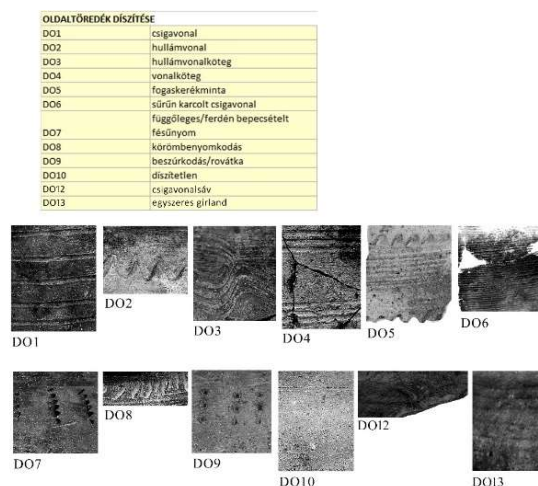 OLDALTÖREDÉK DÍSZÍTÉSE
DO1 csigavonal
DO2 hullámvonal
DO3 hullámvonalköteg
DO4 vonalköteg
DO5 fogaskerékminta
DO6 sűrűn karcolt csigavonal
függőleges/ferdén bepecsételt
DO7 fésűnyom
DO8 körömbenyomkodás
DO9 beszúrkodás/rovátka
DO10 díszítetlen
DO12 csigavonalsáv
DO13 egyszeres girland
DO1 DO2 DO3 DO4 DO5 DO6
DO7 DO8 DO9 DO10 DO12 DO13